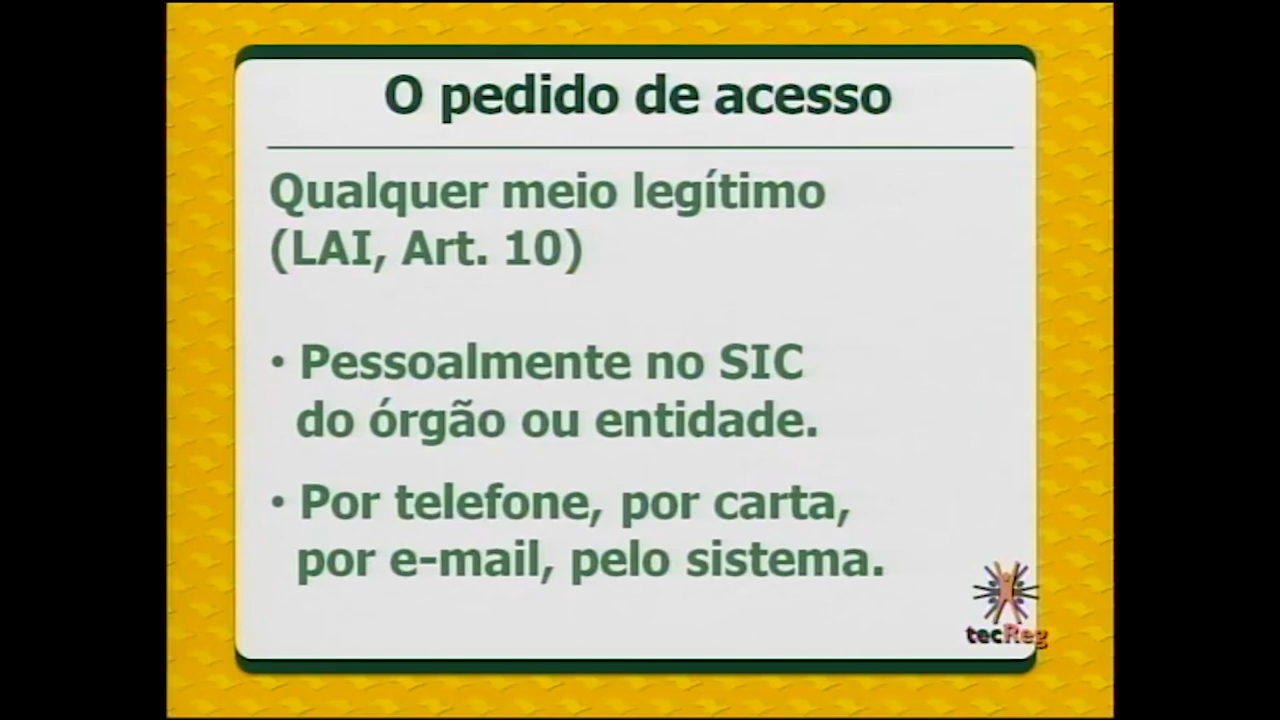 O pedido de acesso
Qualquer meio legítimo
(LAI, Art. 10)
• Pessoalmente no SIC
do órgão ou entidade.
• Por telefone, por carta,
por e-mail, pelo sistema.
tecReg